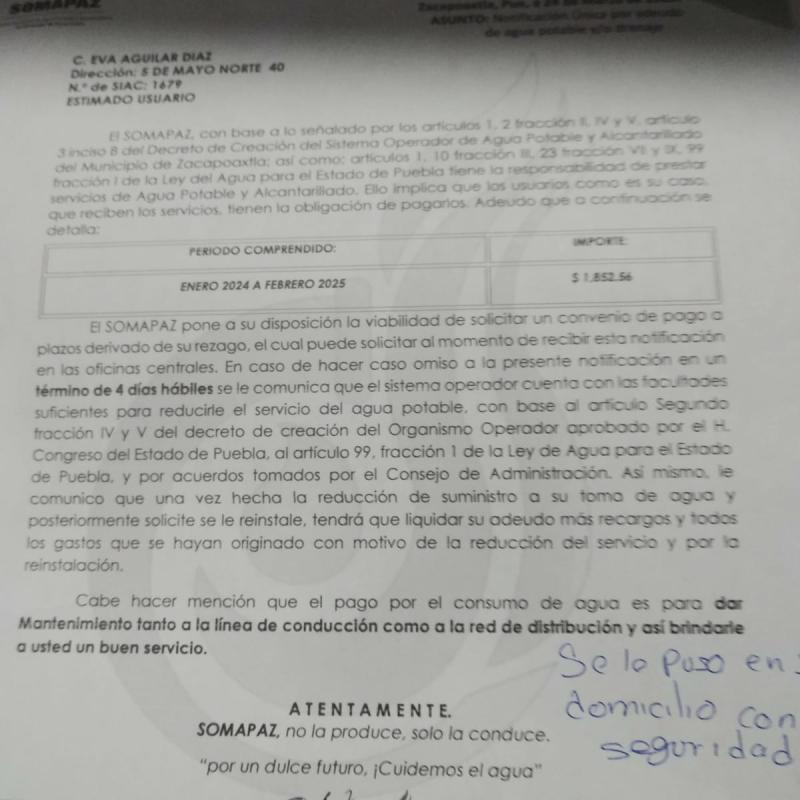 SOMAPAZ
Zacapoaxtla, Pue., a 24 de
ASUNTO: Notificación Única por adeudo
de agua potable y/o drenaje
C. EVA AGUILAR DIAZ
Dirección: 5 DE MAYO NORTE 40
N.° de SIAC: 1679
ESTIMADO USUARIO
El SOMAPAZ, con base a lo señalado por los artículos 1, 2 fracción II, IV y V, artículo
3 inciso B del Decreto de Creación del Sistema Operador de Agua Potable y Alcantarillado
del Municipio de Zacapoaxtla; así como; artículos 1, 10 fracción III, 23 fracción VII y IX, 99
fracción I de la Ley del Agua para el Estado de Puebla tiene la responsabilidad de prestar
servicios de Agua Potable y Alcantarillado. Ello implica que los usuarios como es su caso,
que reciben los servicios, tienen la obligación de pagarlos. Adeudo que a continuación se
detalla:
PERIODO COMPRENDIDO: IMPORTE:
ENERO 2024 A FEBRERO 2025 $ 1,852.56
El SOMAPAZ pone a su disposición la viabilidad de solicitar un convenio de pago a
plazos derivado de su rezago, el cual puede solicitar al momento de recibir esta notificación
en las oficinas centrales. En caso de hacer caso omiso a la presente notificación en un
término de 4 días hábiles se le comunica que el sistema operador cuenta con las facultades
suficientes para reducirle el servicio del agua potable, con base al artículo Segundo
fracción IV y V del decreto de creación del Organismo Operador aprobado por el H.
Congreso del Estado de Puebla, al artículo 99, fracción 1 de la Ley de Agua para el Estado
de Puebla, y por acuerdos tomados por el Consejo de Administración. Así mismo, le
comunico que una vez hecha la reducción de suministro a su toma de agua y
posteriormente solicite se le reinstale, tendrá que liquidar su adeudo más recargos y todos
los gastos que se hayan originado con motivo de la reducción del servicio y por la
reinstalación.
Cabe hacer mención que el pago por el consumo de agua es para dar
Mantenimiento tanto a la línea de conducción como a la red de distribución y así brindarle
a usted un buen servicio.
Se le puso en
domicilio con
seguridad
ATENTAMENTE.
SOMAPAZ, no la produce, solo la conduce.
"por un dulce futuro, ¡Cuidemos el agua"